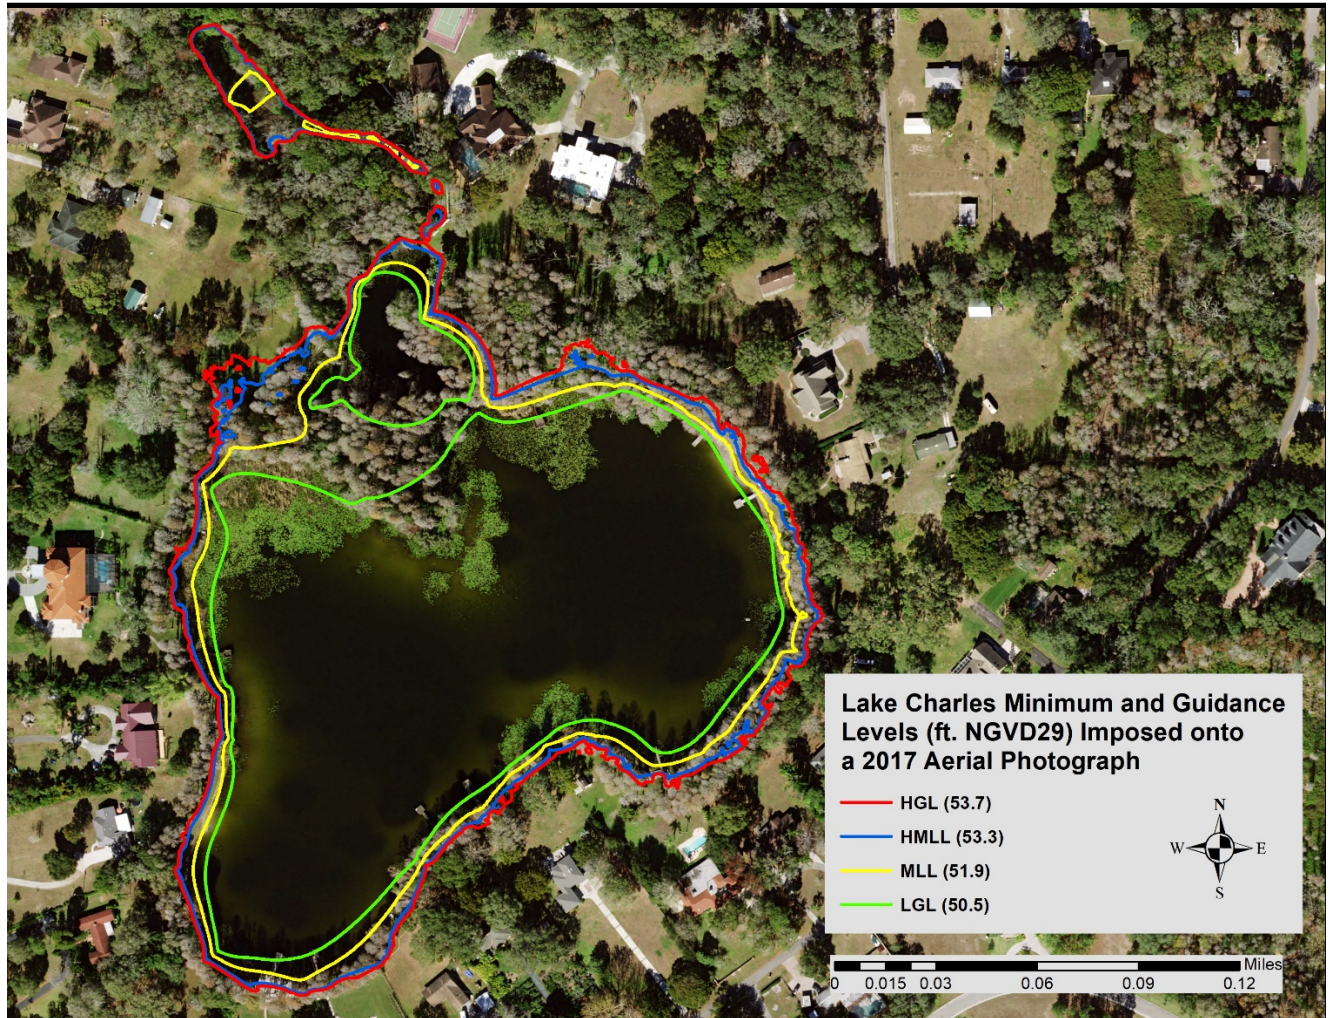 Lake Charles Minimum and Guidance
Levels (ft. NGVD29) Imposed onto
a 2017 Aerial Photograph
HGL (53.7)
HMLL (53.3)
MLL (51.9)
LGL (50.5)
N
W E
S
Miles
0 0.015 0.03 0.06 0.09 0.12